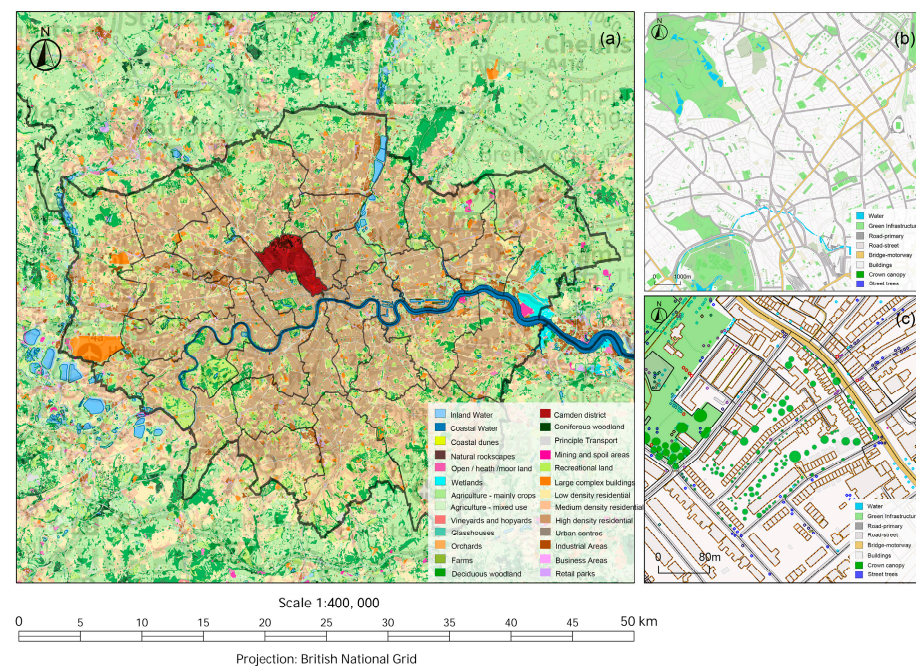 N
(a)
Chelmsf
A414
Inland Water
Coastal Water
Coastal dunes
Natural rockscapes
Open / heath /moor land
Wetlands
Agriculture - mainly crops
Agriculture - mixed use
Vineyards and hopyards
Glasshouses
Orchards
Farms
Deciduous woodland
Camden district
Coniferous woodland
Principle Transport
Mining and spoil areas
Recreational land
Large complex buildings
Low density residential
Medium density residential
High density residential
Urban centres
Industrial Areas
Business Areas
Retail parks
N
(b)
0 1000m
Water
Green Infrastructur
Road-primary
Road-street
Bridge-motorway
Buildings
Crown canopy
Street trees
N
(c)
0 80m
Water
Green Infrastructur
Road-primary
Road-street
Bridge-motorway
Buildings
Crown canopy
Street trees
Scale 1:400, 000
0 5 10 15 20 25 30 35 40 45 50 km
Projection: British National Grid